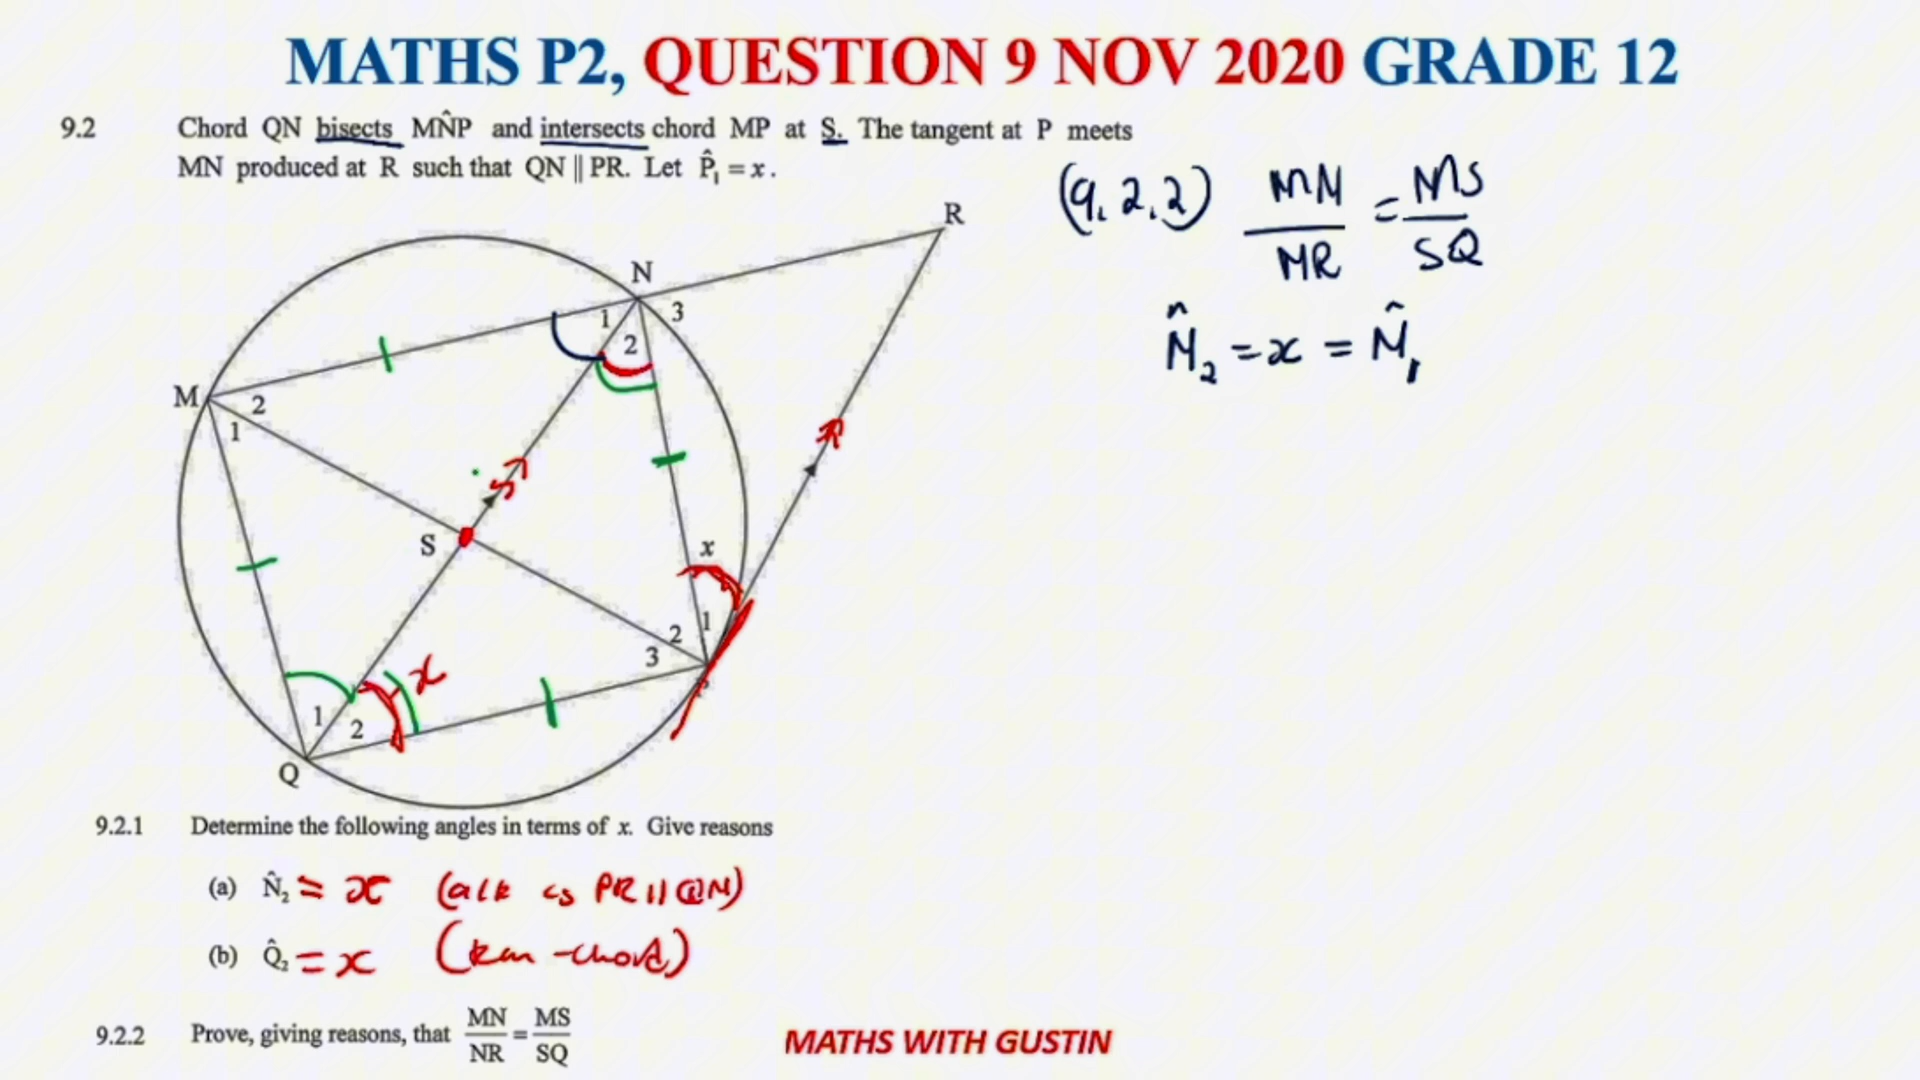 MATHS P2, QUESTION 9 NOV 2020 GRADE 12
9.2 Chord QN bisects MN̂P and intersects chord MP at S. The tangent at P meets
MN produced at R such that QN ∥ PR. Let P̂₁ = x.
(9.2.2) MN/NR = MS/SQ
N̂₂ = x = N̂₁
R
N
1
3
2
M
2
1
S
x
2
1
3
P
x
1
2
Q
9.2.1 Determine the following angles in terms of x. Give reasons
(a) N̂₂ = x (alt ∠s PR ∥ QN)
(b) Q̂₂ = x (tan-chord)
9.2.2 Prove, giving reasons, that MN/NR = MS/SQ
MATHS WITH GUSTIN